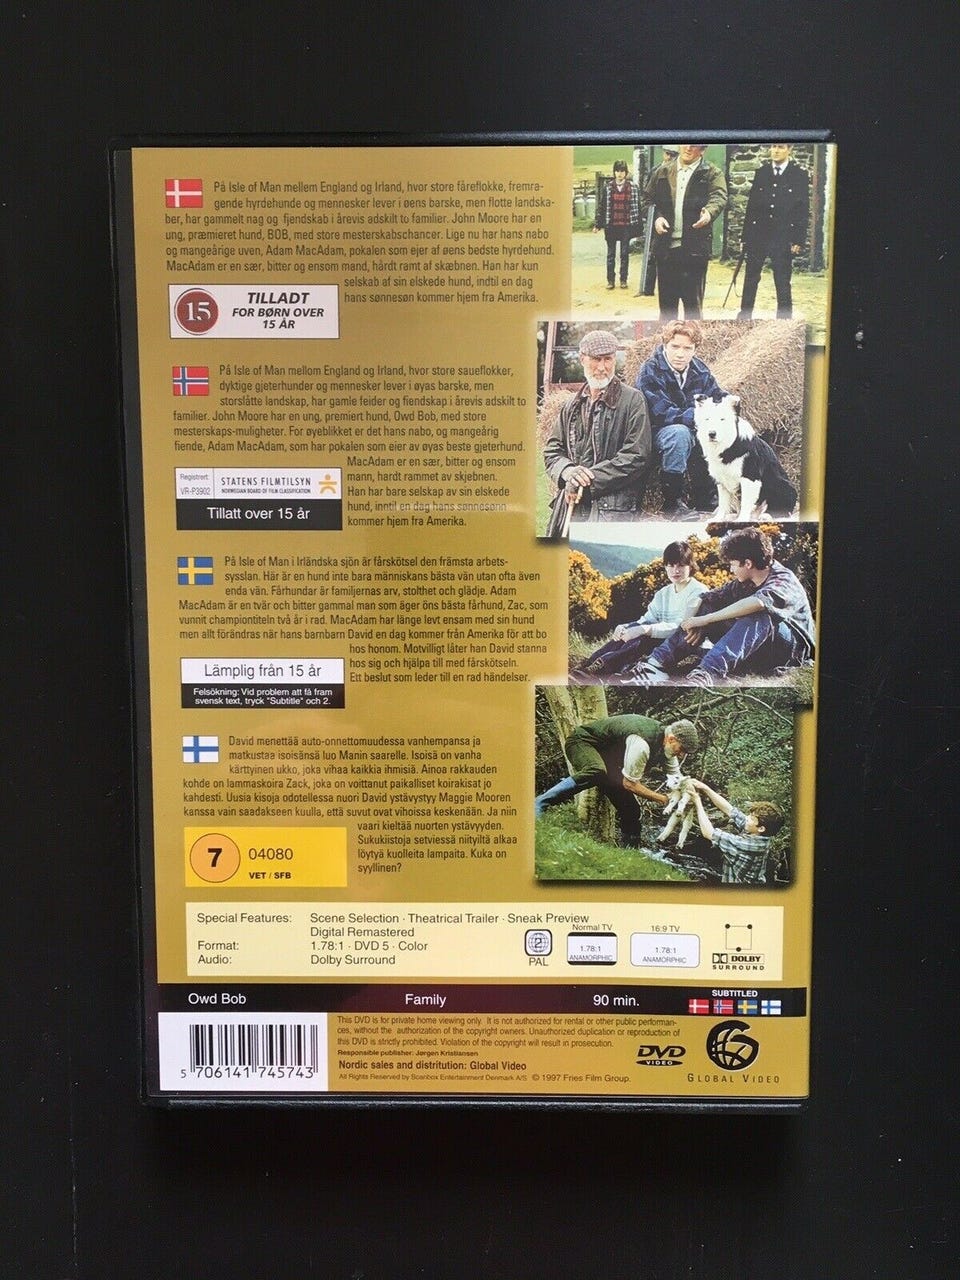 På Isle of Man mellem England og Irland, hvor store fåreflokke, fremra-
gende hyrdehunde og mennesker lever i øens barske, men flotte landska-
ber, har gammelt nag og fjendskab i årevis adskilt to familier. John Moore har en
ung, præmieret hund, BOB, med store mesterskabschancer. Lige nu har hans nabo
og mangeårige uven, Adam MacAdam, pokalen som ejer af øens bedste hyrdehund.
MacAdam er en sær, bitter og ensom mand, hårdt ramt af skæbnen. Han har kun
selskab af sin elskede hund, indtil en dag
hans sønnesøn kommer hjem fra Amerika.
15
TILLADT
FOR BØRN OVER
15 ÅR
På Isle of Man mellom England og Irland, hvor store saueflokker,
dyktige gjeterhunder og mennesker lever i øyas barske, men
storslåtte landskap, har gamle feider og fiendskap i årevis adskilt to
familier. John Moore har en ung, premiert hund, Owd Bob, med store
mesterskaps-muligheter. For øyeblikket er det hans nabo, og mangeårig
fiende, Adam MacAdam, som har pokalen som eier av øyas beste gjeterhund.
MacAdam er en sær, bitter og ensom
mann, hardt rammet av skjebnen.
Han har bare selskap av sin elskede
hund, inntil en dag hans sønnesønn
kommer hjem fra Amerika.
Registrert:
VR-P3902
STATENS FILMTILSYN
NORWEGIAN BOARD OF FILM CLASSIFICATION
Tillatt over 15 år
På Isle of Man i Irländska sjön är fårskötsel den främsta arbets-
sysslan. Här är en hund inte bara människans bästa vän utan ofta även
enda vän. Fårhundar är familjernas arv, stolthet och glädje. Adam
MacAdam är en tvär och bitter gammal man som äger öns bästa fårhund, Zac, som
vunnit championtiteln två år i rad. MacAdam har länge levt ensam med sin hund
men allt förändras när hans barnbarn David en dag kommer från Amerika för att bo
hos honom. Motvilligt låter han David stanna
hos sig och hjälpa till med fårskötseln.
Ett beslut som leder till en rad händelser.
Lämplig från 15 år
Felsökning: Vid problem att få fram
svensk text, tryck "Subtitle" och 2.
David menettää auto-onnettomuudessa vanhempansa ja
matkustaa isoisänsä luo Manin saarelle. Isoisä on vanha
kärttyinen ukko, joka vihaa kaikkia ihmisiä. Ainoa rakkauden
kohde on lammaskoira Zack, joka on voittanut paikalliset koirakisat jo
kahdesti. Uusia kisoja odotellessa nuori David ystävystyy Maggie Mooren
kanssa vain saadakseen kuulla, että suvut ovat vihoissa keskenään. Ja niin
vaari kieltää nuorten ystävyyden.
Sukukiistoja setviessä niityiltä alkaa
löytyä kuolleita lampaita. Kuka on
syyllinen?
7
04080
VET / SFB
Special Features: Scene Selection · Theatrical Trailer · Sneak Preview
Digital Remastered
Format: 1.78:1 · DVD 5 · Color
Audio: Dolby Surround
2
PAL
Normal TV
1.78:1
ANAMORPHIC
16:9 TV
1.78:1
ANAMORPHIC
DOLBY
SURROUND
Owd Bob Family 90 min.
SUBTITLED
5 706141 745743
This DVD is for private home viewing only. It is not authorized for rental or other public performan-
ces, without the authorization of the copyright owners. Unauthorized duplication or reproduction of
this DVD is strictly prohibited. Violation of the copyright will result in prosecution.
Responsible publisher: Jørgen Kristiansen
Nordic sales and distritution: Global Video
All Rights Reserved by Scanbox Entertainment Denmark A/S © 1997 Fries Film Group.
DVD
VIDEO
GLOBAL VIDEO